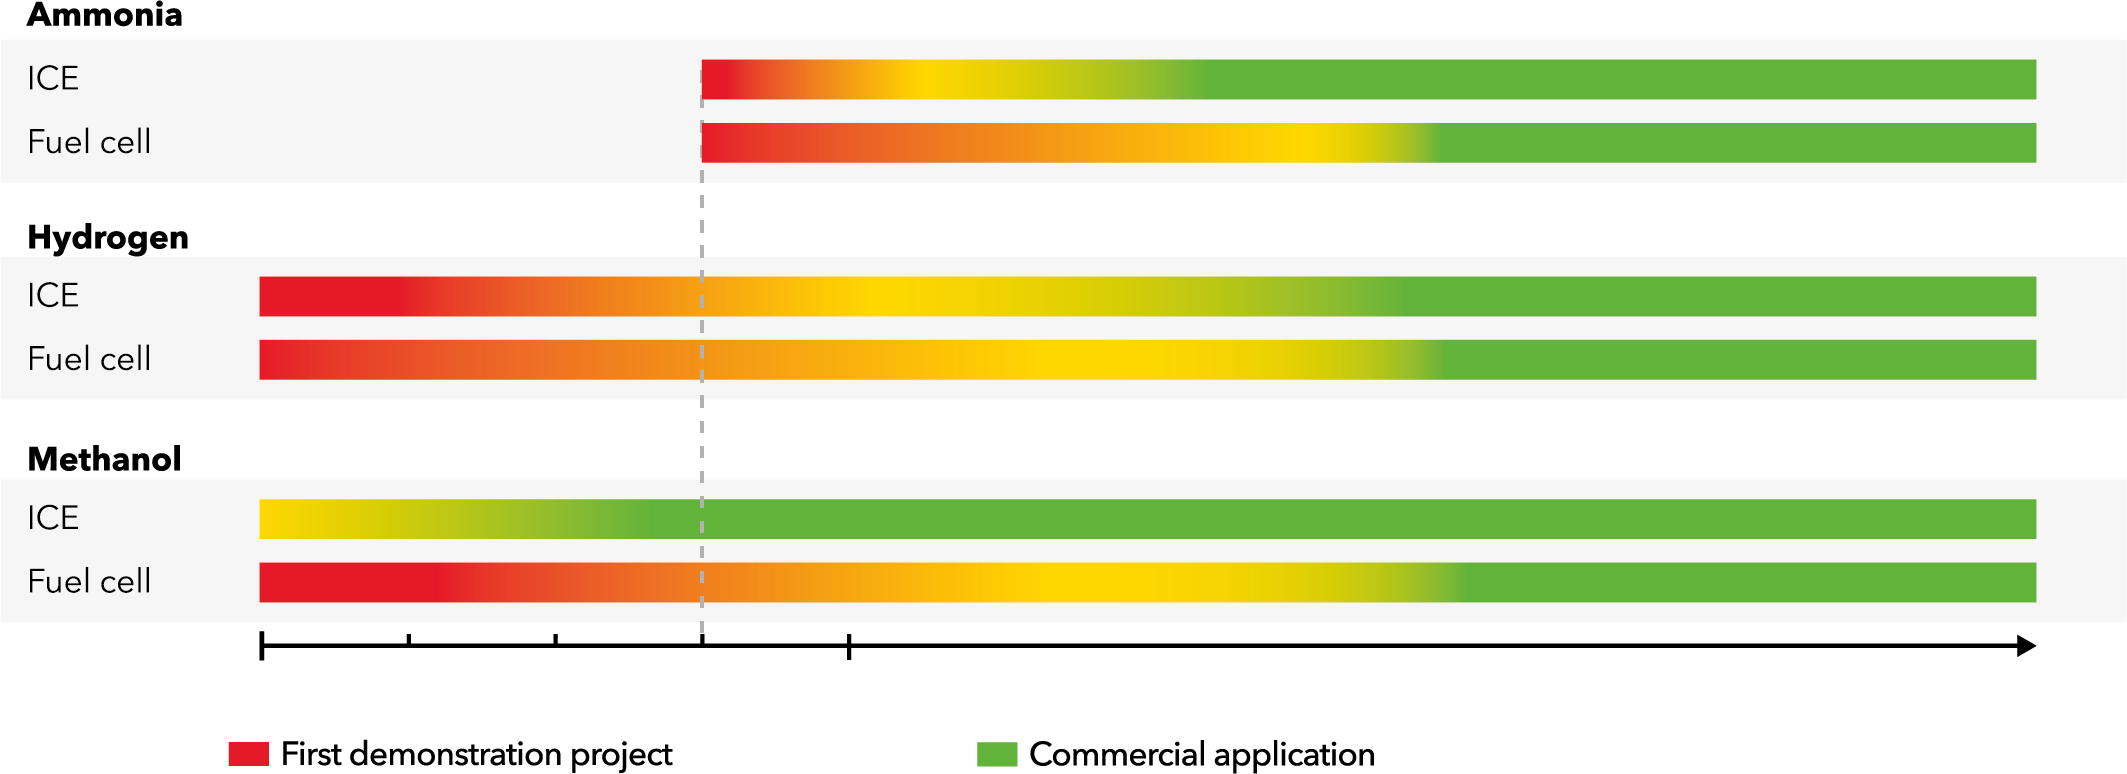 Ammonia
ICE
Fuel cell
Hydrogen
ICE
Fuel cell
Methanol
ICE
Fuel cell
First demonstration project
Commercial application